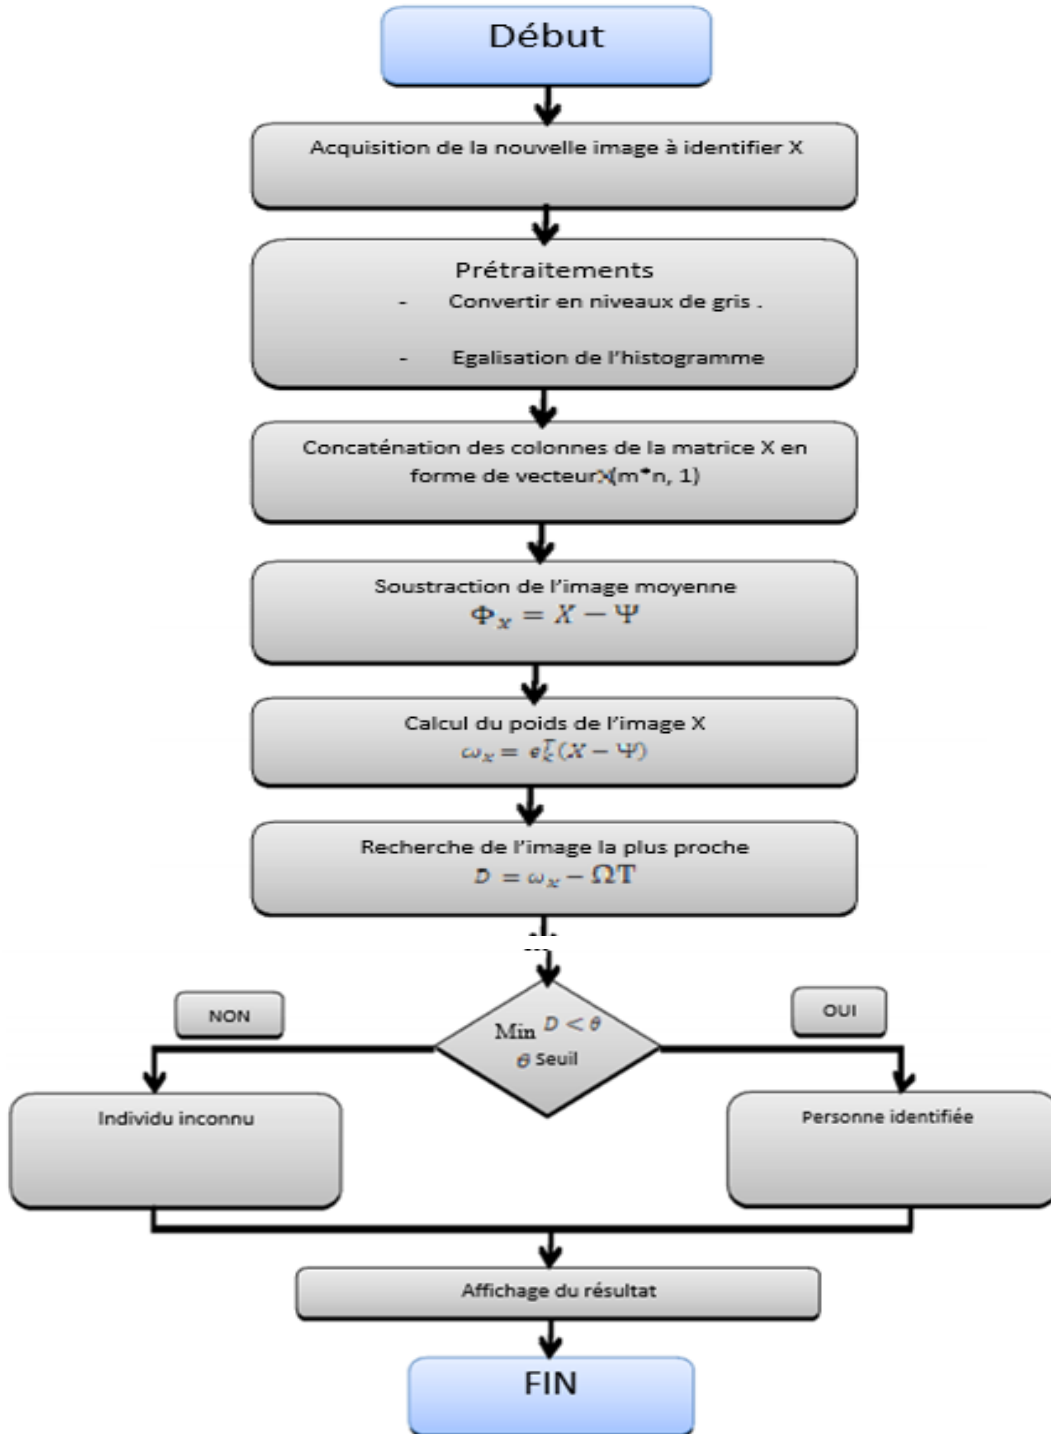 Début
Acquisition de la nouvelle image à identifier X
Prétraitements
- Convertir en niveaux de gris .
- Egalisation de l'histogramme
Concaténation des colonnes de la matrice X en
forme de vecteur (m*n, 1)
Soustraction de l'image moyenne
Φₓ = X − Ψ
Calcul du poids de l'image X
ωₓ = eₖᵀ(X − Ψ)
Recherche de l'image la plus proche
D = ωₓ − ΩT
NON
OUI
Min D < θ
θ Seuil
Individu inconnu
Personne identifiée
Affichage du résultat
FIN